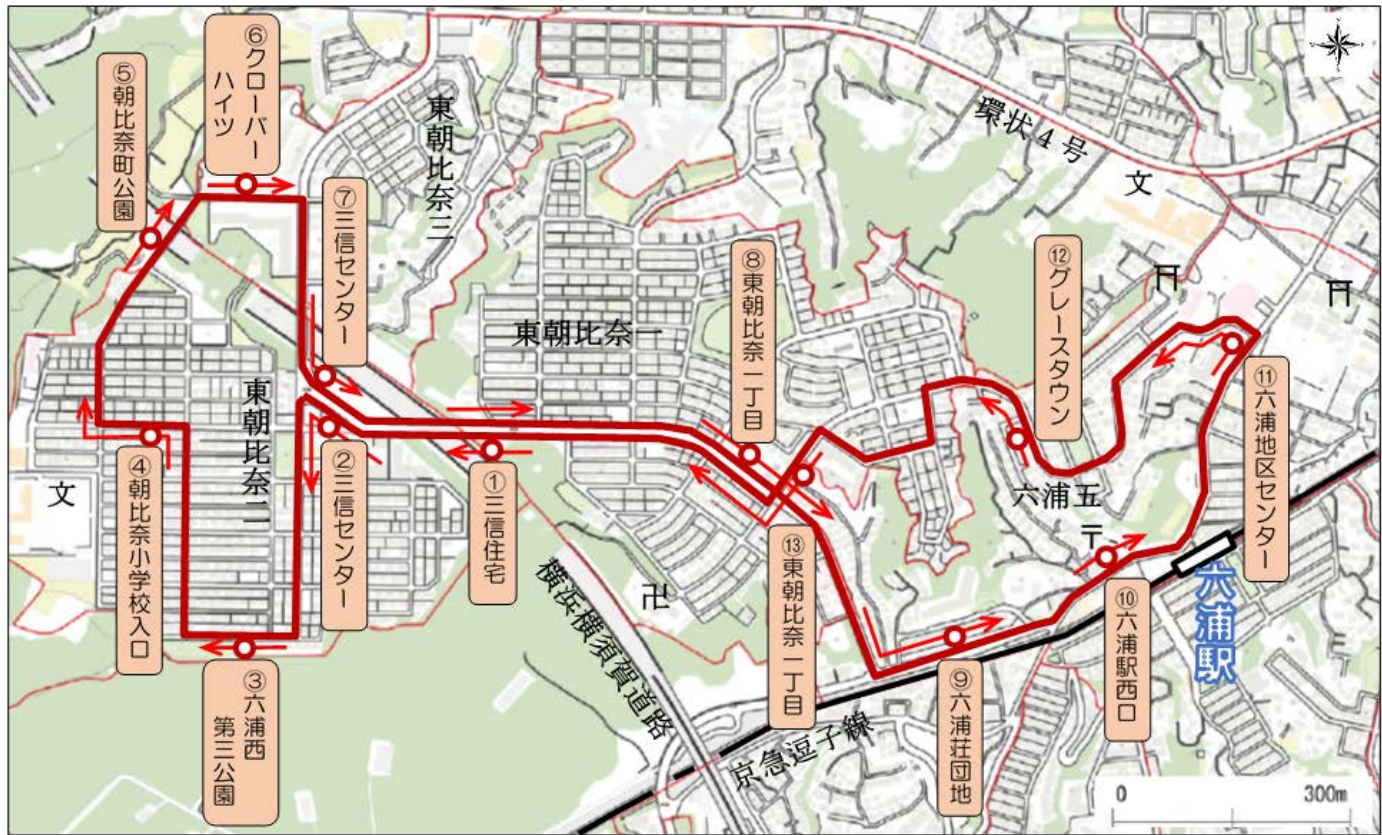 ⑥クローバー
ハイツ
⑤朝比奈町公園
東朝比奈三
環状4号
文
⑦三信センター
⑧東朝比奈一丁目
⑫グレースタウン
東朝比奈一
⑪六浦地区センター
東朝比奈二
文
④朝比奈小学校入口
②三信センター
①三信住宅
六浦五
〒
卍
横浜横須賀道路
⑬東朝比奈一丁目
⑩六浦駅西口
六浦駅
③六浦西
第三公園
⑨六浦荘団地
京急逗子線
0 300m